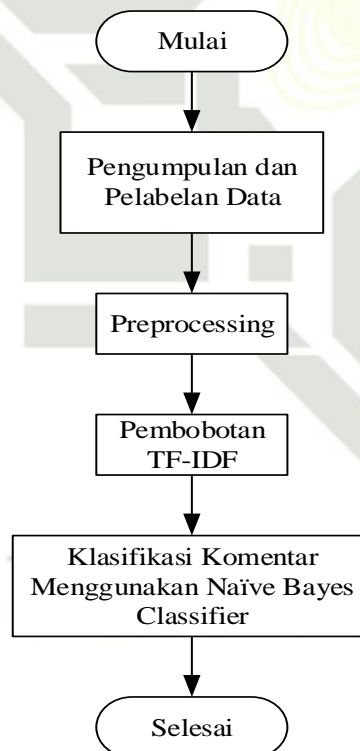 Mulai
Pengumpulan dan
Pelabelan Data
Preprocessing
Pembobotan
TF-IDF
Klasifikasi Komentar
Menggunakan Naïve Bayes
Classifier
Selesai